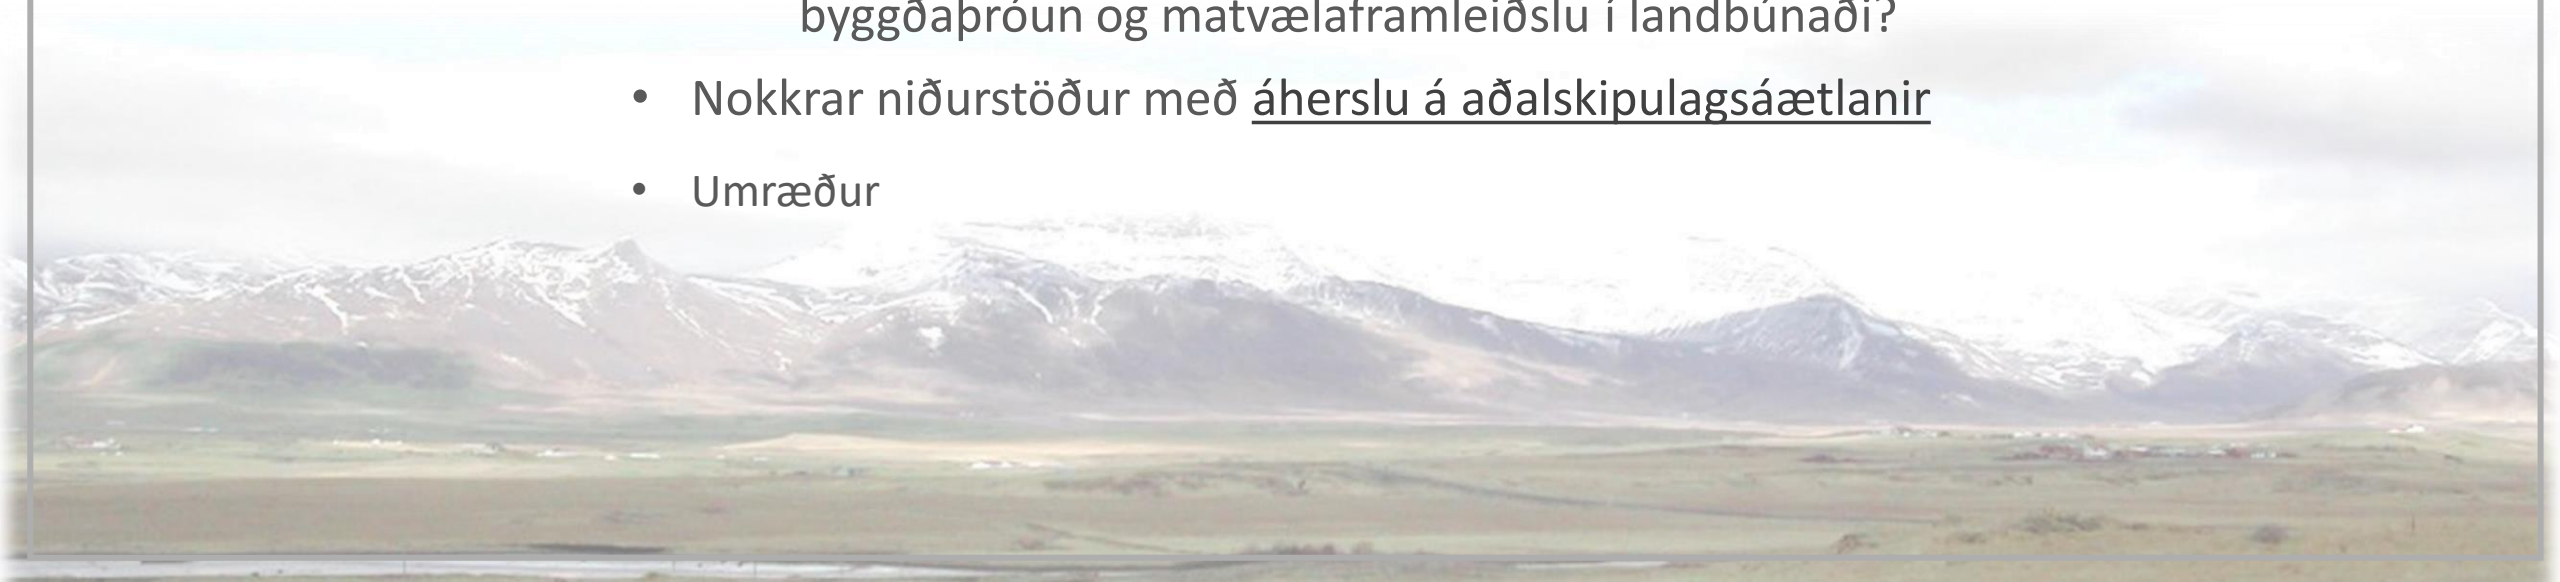 byggðaþróun og matvælaframleiðslu í landbúnaði?
• Nokkrar niðurstöður með áherslu á aðalskipulagsáætlanir
• Umræður